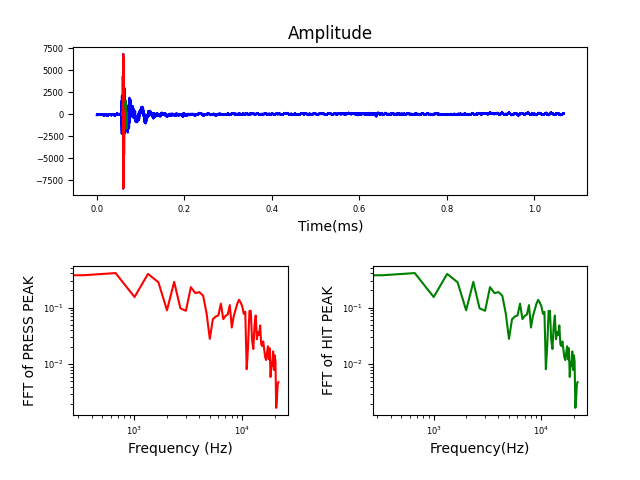 Amplitude
7500
5000
2500
0
−2500
−5000
−7500
0.0 0.2 0.4 0.6 0.8 1.0
Time(ms)
FFT of PRESS PEAK
10⁻¹
10⁻²
10³ 10⁴
Frequency (Hz)
FFT of HIT PEAK
10⁻¹
10⁻²
10³ 10⁴
Frequency(Hz)